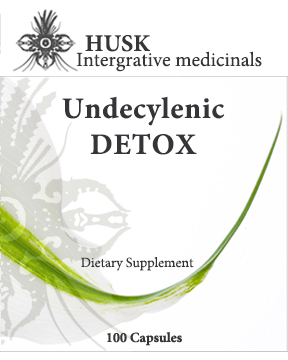 HUSK
Intergrative medicinals
Undecylenic
DETOX
Dietary Supplement
100 Capsules